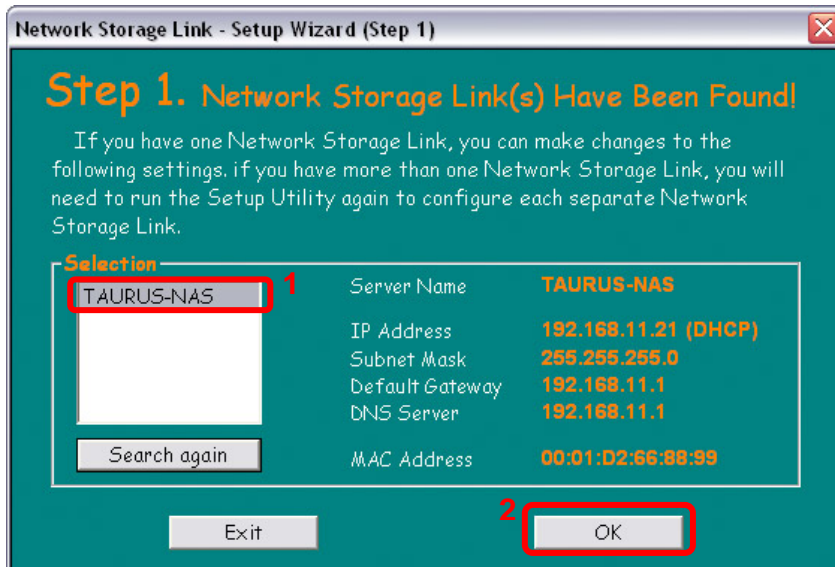 Network Storage Link - Setup Wizard (Step 1)
Step 1. Network Storage Link(s) Have Been Found!
If you have one Network Storage Link, you can make changes to the
following settings. if you have more than one Network Storage Link, you will
need to run the Setup Utility again to configure each separate Network
Storage Link.
Selection
TAURUS-NAS
1
Server Name TAURUS-NAS
IP Address 192.168.11.21 (DHCP)
Subnet Mask 255.255.255.0
Default Gateway 192.168.11.1
DNS Server 192.168.11.1
Search again
MAC Address 00:01:D2:66:88:99
Exit
2
OK